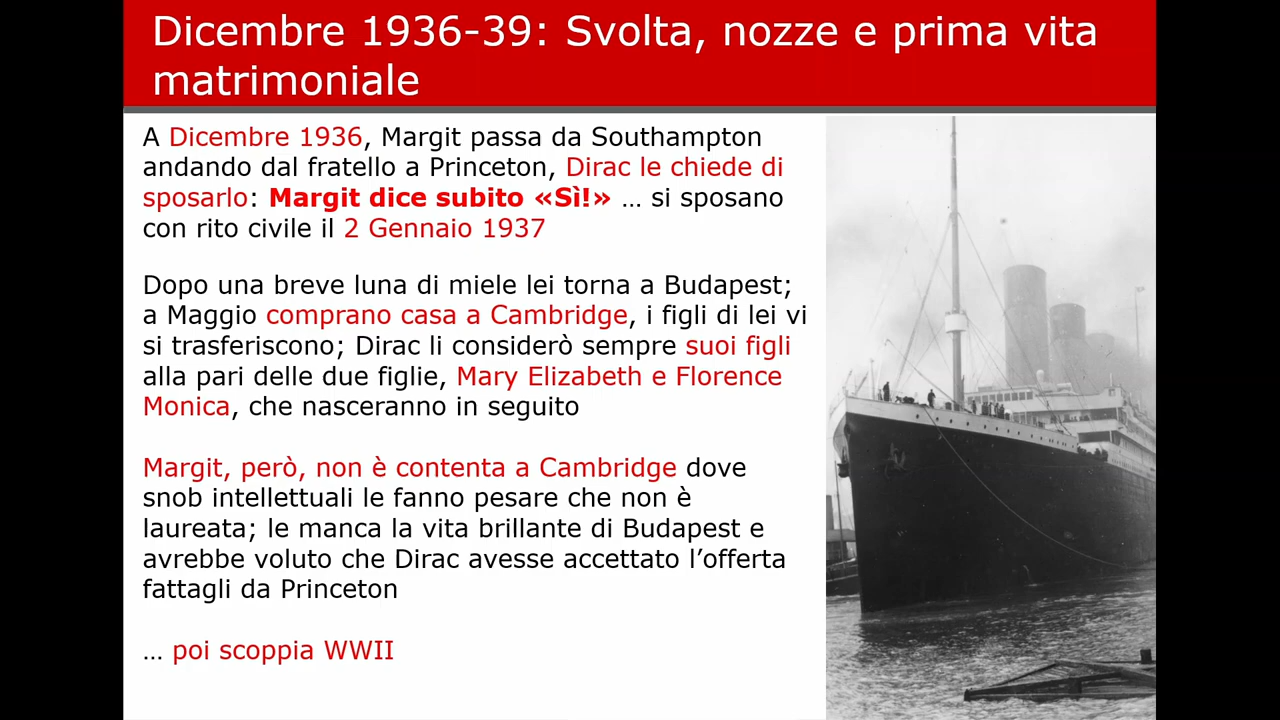 Dicembre 1936-39: Svolta, nozze e prima vita
matrimoniale
A Dicembre 1936, Margit passa da Southampton
andando dal fratello a Princeton, Dirac le chiede di
sposarlo: Margit dice subito «Sì!» … si sposano
con rito civile il 2 Gennaio 1937
Dopo una breve luna di miele lei torna a Budapest;
a Maggio comprano casa a Cambridge, i figli di lei vi
si trasferiscono; Dirac li considerò sempre suoi figli
alla pari delle due figlie, Mary Elizabeth e Florence
Monica, che nasceranno in seguito
Margit, però, non è contenta a Cambridge dove
snob intellettuali le fanno pesare che non è
laureata; le manca la vita brillante di Budapest e
avrebbe voluto che Dirac avesse accettato l’offerta
fattagli da Princeton
… poi scoppia WWII